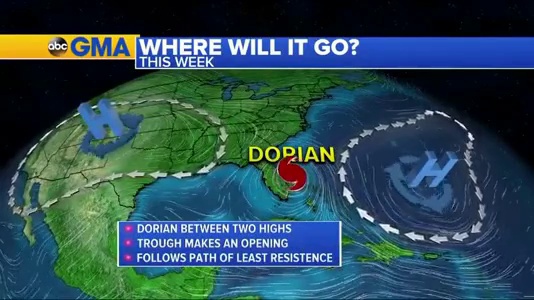 abc GMA
WHERE WILL IT GO?
THIS WEEK
H
DORIAN
H
DORIAN BETWEEN TWO HIGHS
TROUGH MAKES AN OPENING
FOLLOWS PATH OF LEAST RESISTENCE